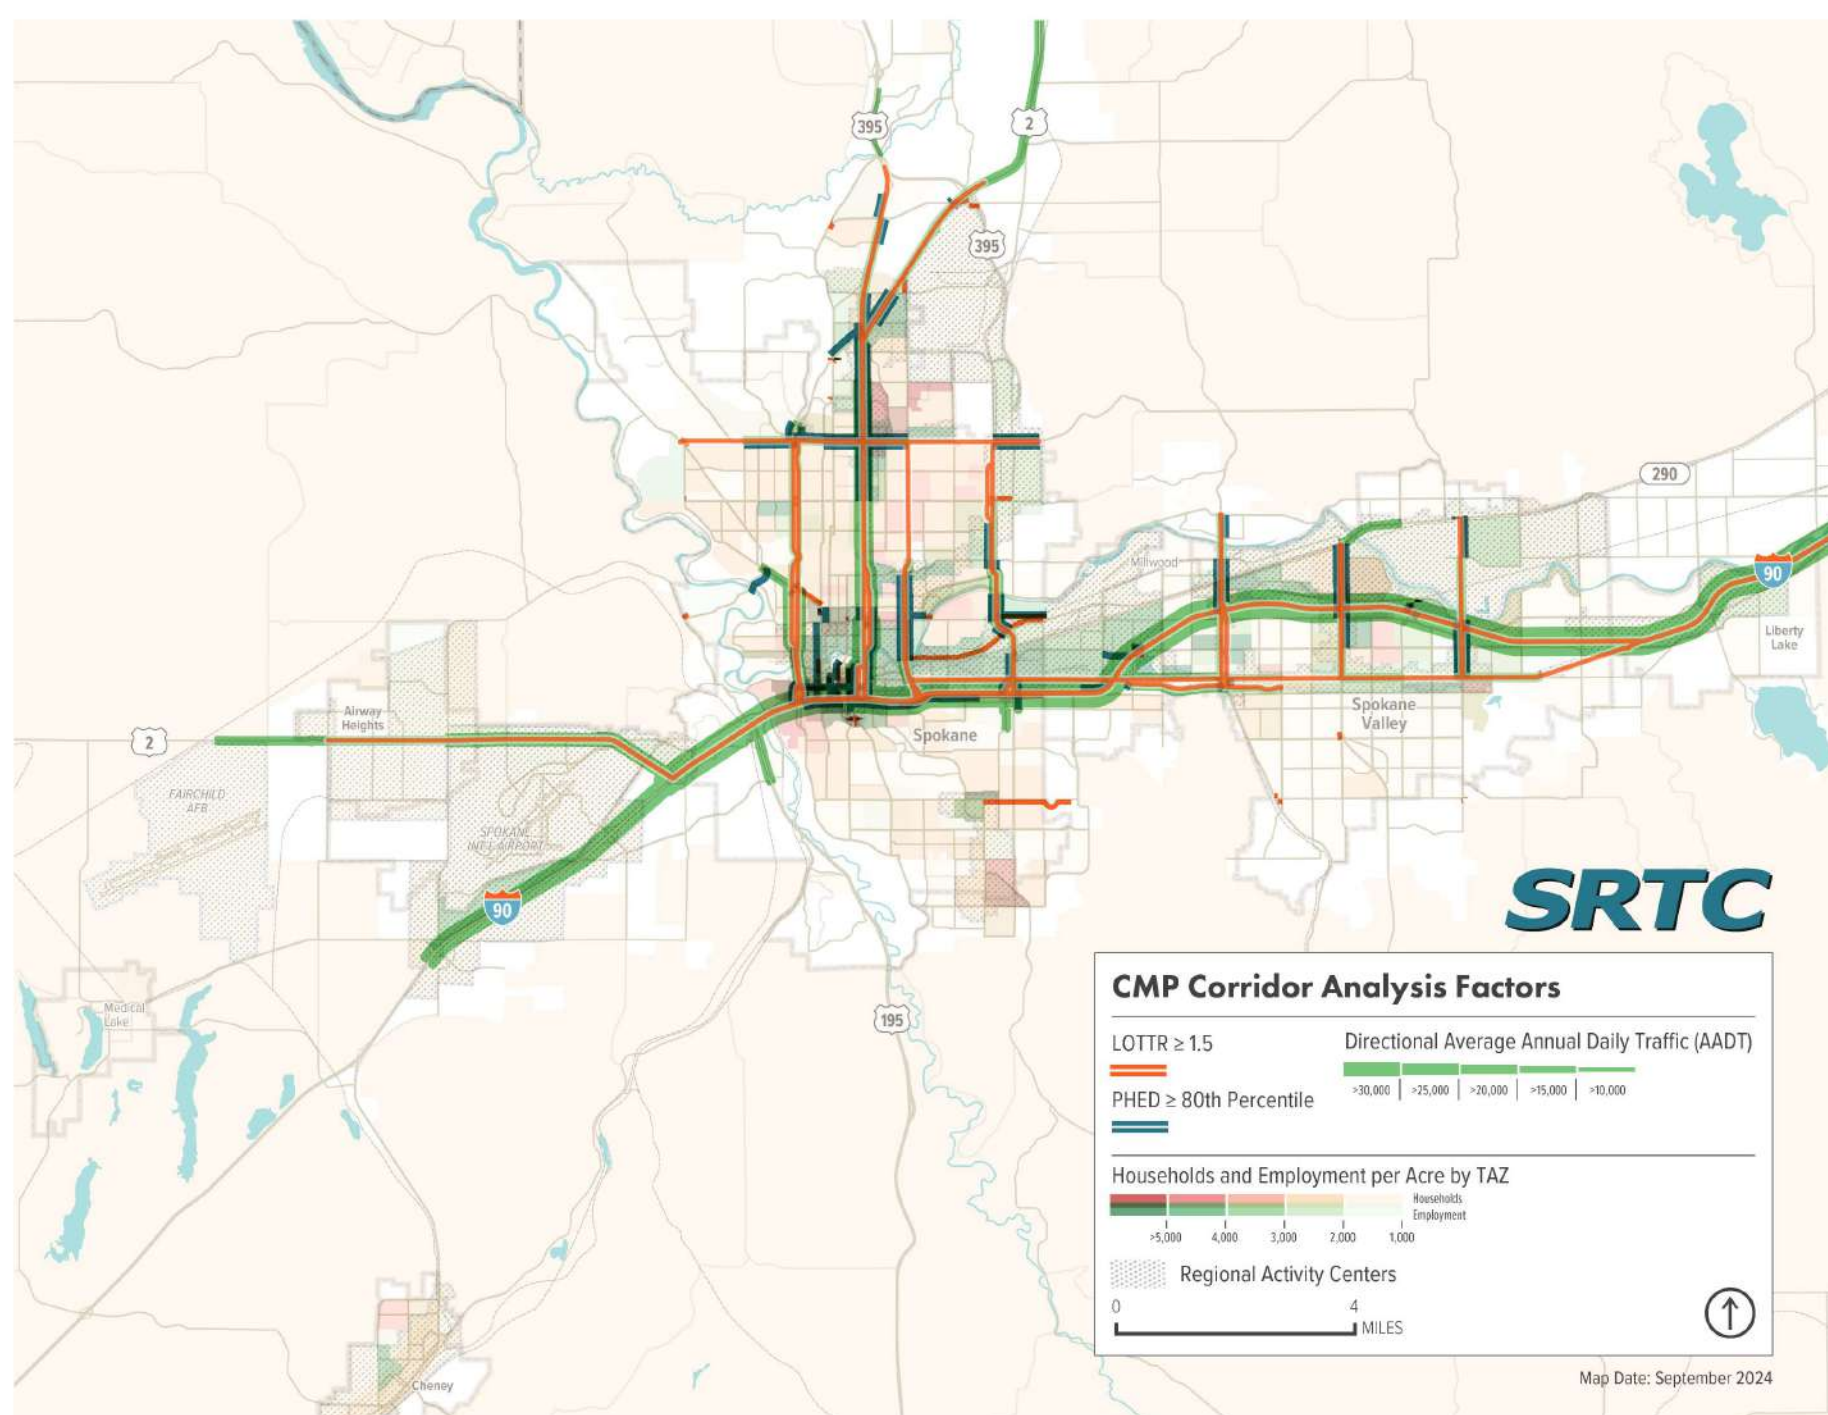 395
2
395
290
Millwood
90
Liberty
Lake
Airway
Heights
2
Spokane
Spokane
Valley
FAIRCHILD
AFB
SPOKANE
INT'L AIRPORT
90
SRTC
Medical
Lake
195
CMP Corridor Analysis Factors
LOTTR ≥ 1.5
Directional Average Annual Daily Traffic (AADT)
>30,000 >25,000 >20,000 >15,000 >10,000
PHED ≥ 80th Percentile
Households and Employment per Acre by TAZ
Households
Employment
>5,000 4,000 3,000 2,000 1,000
Regional Activity Centers
0 4
MILES
Cheney
Map Date: September 2024